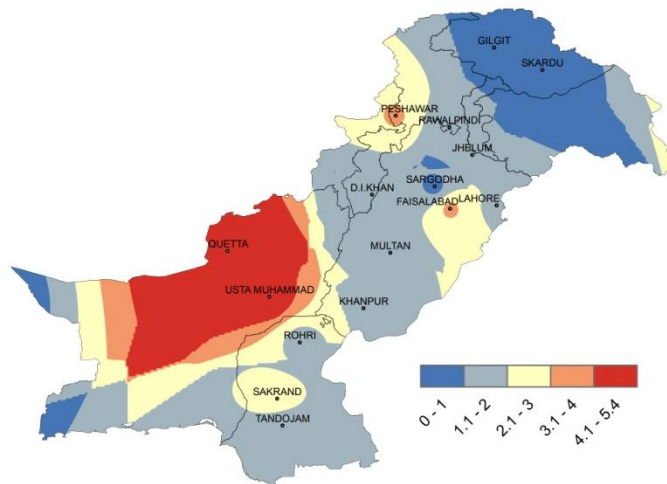 GILGIT
SKARDU
PESHAWAR
RAWALPINDI
JHELUM
SARGODHA
D.I.KHAN
FAISALABAD
LAHORE
QUETTA
MULTAN
USTA MUHAMMAD
KHANPUR
ROHRI
SAKRAND
TANDOJAM
0 - 1
1.1 - 2
2.1 - 3
3.1 - 4
4.1 - 5.4